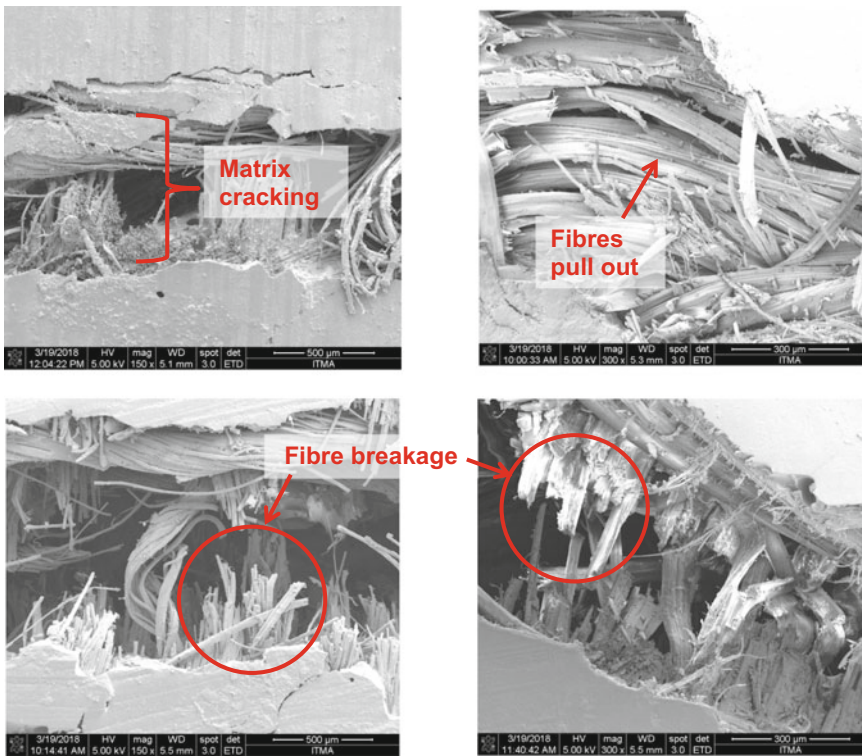 Matrix
cracking
3/19/2018 HV mag WD spot det 500 µm
12:04:22 PM 5.00 kV 150 x 5.1 mm 3.0 ETD ITMA
Fibres
pull out
3/19/2018 HV mag WD spot det 300 µm
10:00:33 AM 5.00 kV 300 x 5.3 mm 3.0 ETD ITMA
Fibre breakage
3/19/2018 HV mag WD spot det 500 µm
10:14:41 AM 5.00 kV 150 x 5.5 mm 3.0 ETD ITMA
3/19/2018 HV mag WD spot det 300 µm
11:40:42 AM 5.00 kV 300 x 5.5 mm 3.0 ETD ITMA